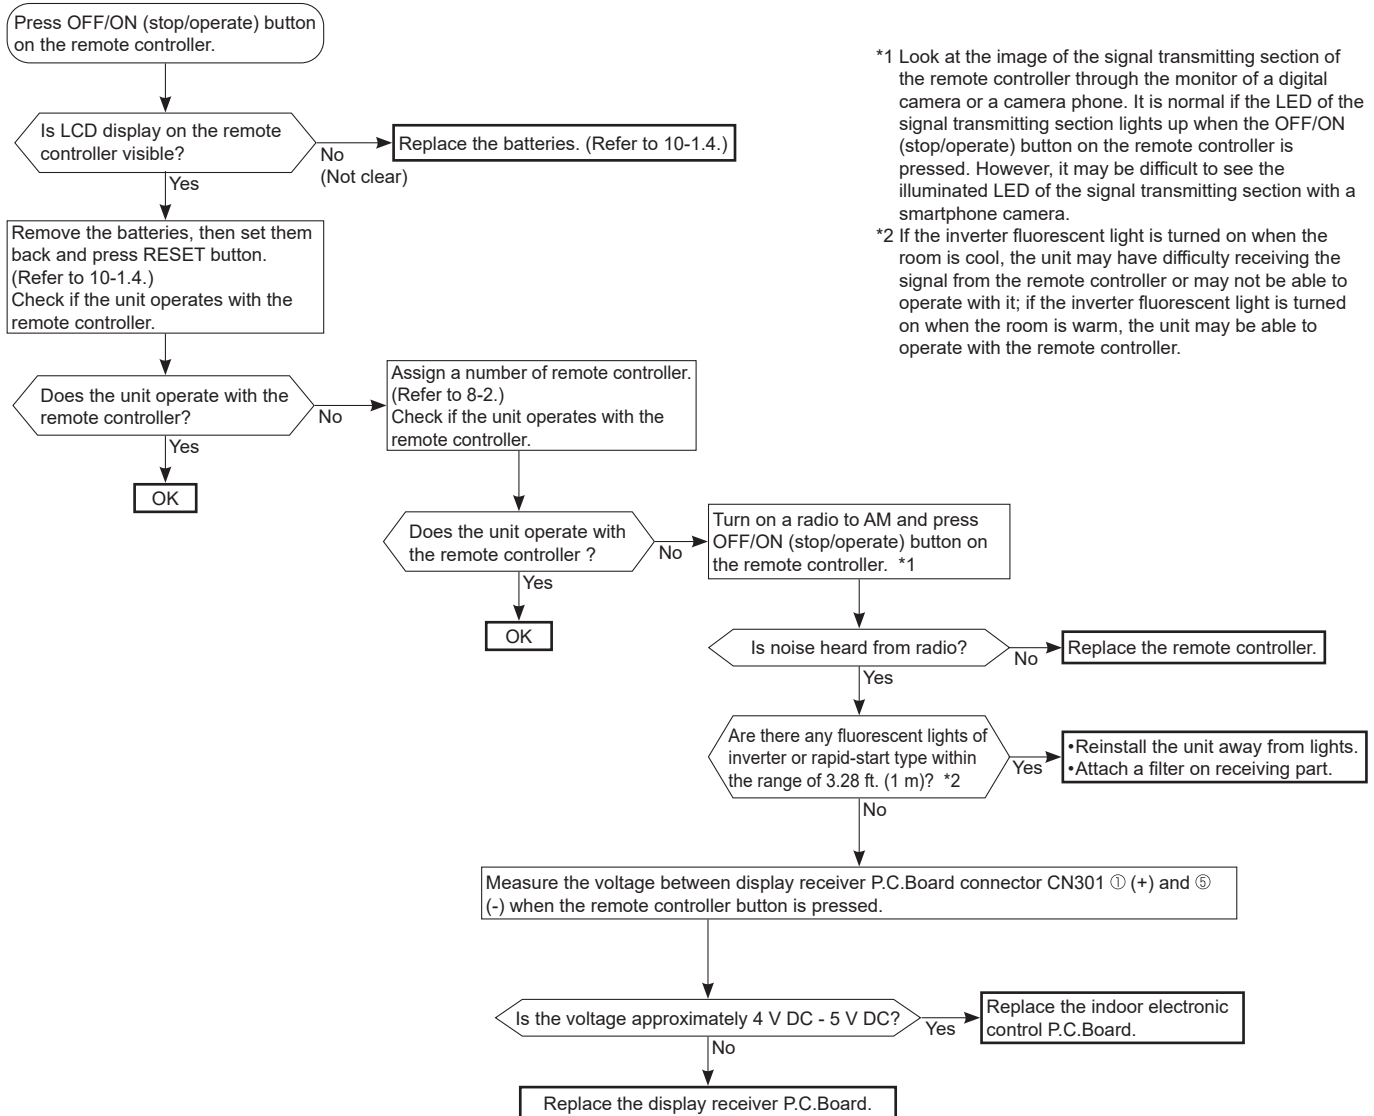 Press OFF/ON (stop/operate) button
on the remote controller.
Is LCD display on the remote
controller visible?
No
(Not clear)
Replace the batteries. (Refer to 10-1.4.)
Yes
Remove the batteries, then set them
back and press RESET button.
(Refer to 10-1.4.)
Check if the unit operates with the
remote controller.
Does the unit operate with the
remote controller?
No
Yes
OK
Assign a number of remote controller.
(Refer to 8-2.)
Check if the unit operates with the
remote controller.
Does the unit operate with
the remote controller ?
No
Yes
OK
Turn on a radio to AM and press
OFF/ON (stop/operate) button on
the remote controller. *1
Is noise heard from radio?
No
Replace the remote controller.
Yes
Are there any fluorescent lights of
inverter or rapid-start type within
the range of 3.28 ft. (1 m)? *2
Yes
•Reinstall the unit away from lights.
•Attach a filter on receiving part.
No
Measure the voltage between display receiver P.C.Board connector CN301 ① (+) and ⑤
(-) when the remote controller button is pressed.
Is the voltage approximately 4 V DC - 5 V DC?
Yes
Replace the indoor electronic
control P.C.Board.
No
Replace the display receiver P.C.Board.
*1 Look at the image of the signal transmitting section of
the remote controller through the monitor of a digital
camera or a camera phone. It is normal if the LED of the
signal transmitting section lights up when the OFF/ON
(stop/operate) button on the remote controller is
pressed. However, it may be difficult to see the
illuminated LED of the signal transmitting section with a
smartphone camera.
*2 If the inverter fluorescent light is turned on when the
room is cool, the unit may have difficulty receiving the
signal from the remote controller or may not be able to
operate with it; if the inverter fluorescent light is turned
on when the room is warm, the unit may be able to
operate with the remote controller.